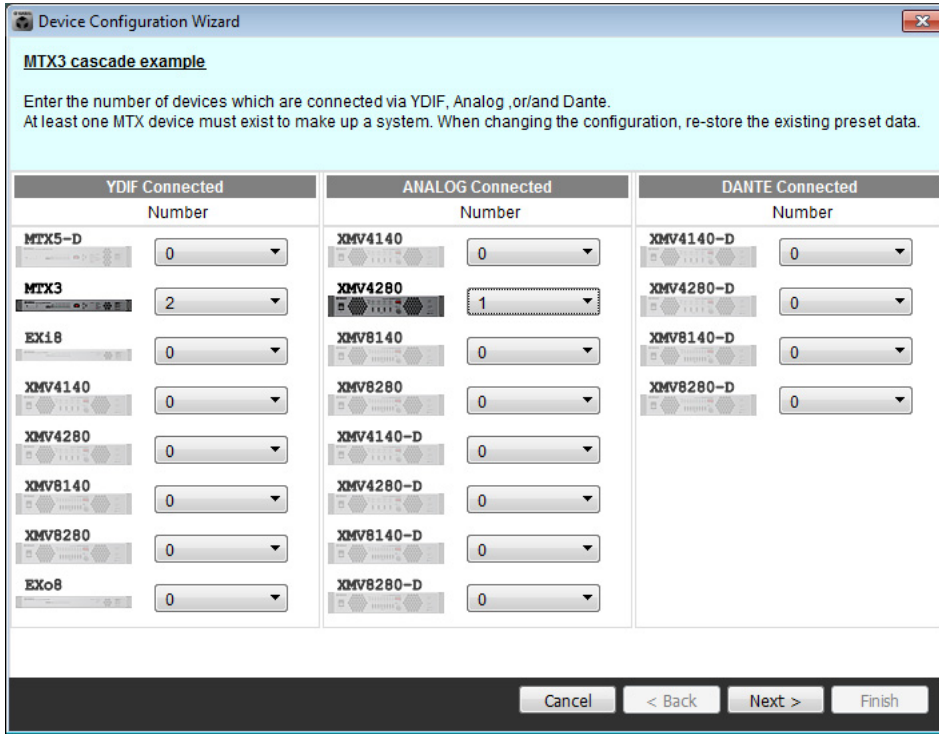 Device Configuration Wizard
MTX3 cascade example
Enter the number of devices which are connected via YDIF, Analog ,or/and Dante.
At least one MTX device must exist to make up a system. When changing the configuration, re-store the existing preset data.
YDIF Connected ANALOG Connected DANTE Connected
Number Number Number
MTX5-D 0 XMV4140 0 XMV4140-D 0
MTX3 2 XMV4280 1 XMV4280-D 0
EXi8 0 XMV8140 0 XMV8140-D 0
XMV4140 0 XMV8280 0 XMV8280-D 0
XMV4280 0 XMV4140-D 0
XMV8140 0 XMV4280-D 0
XMV8280 0 XMV8140-D 0
EXo8 0 XMV8280-D 0
Cancel < Back Next > Finish